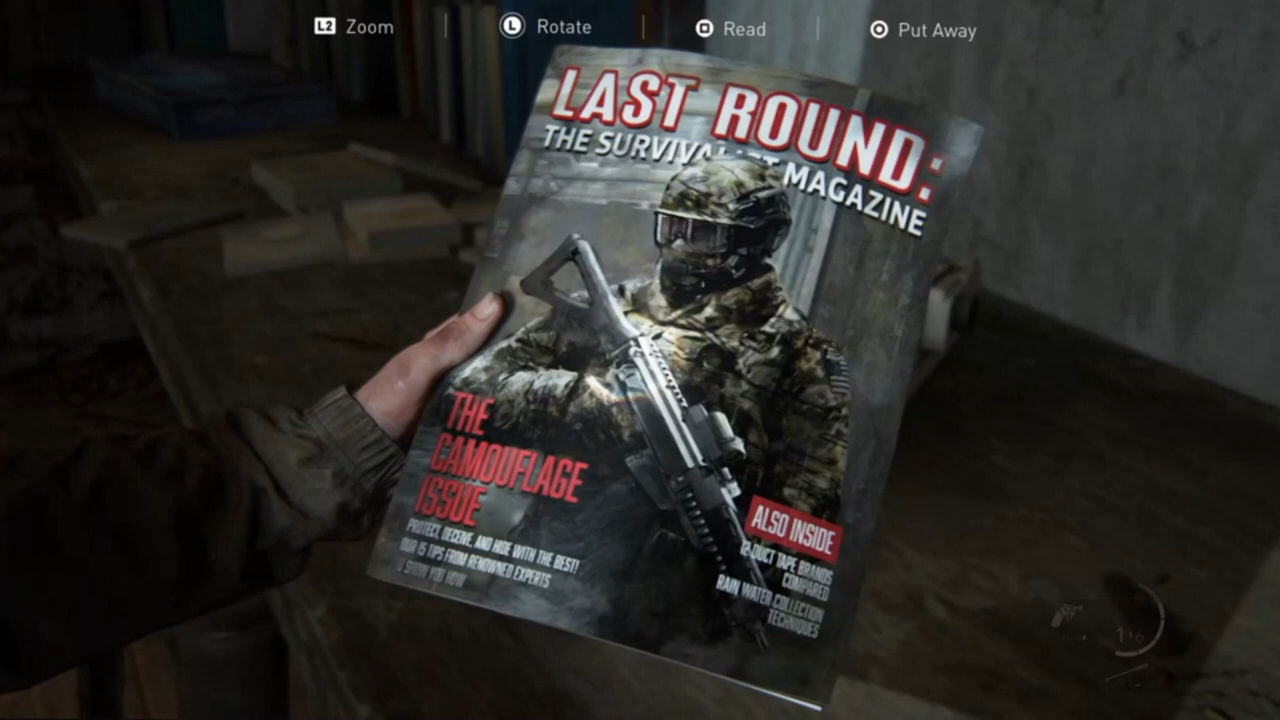 L2 Zoom
L Rotate
Read
Put Away
LAST ROUND:
THE MAGAZINE
THE
CAMOUFLAGE
ISSUE
PROTECT, DECEIVE, AND HIDE WITH THE BEST!
OUR 15 TIPS FROM RENOWNED EXPERTS
SHOW YOU HOW
ALSO INSIDE
12 DUCT TAPE BRANDS
COMPARED
RAIN WATER COLLECTION
TECHNIQUES